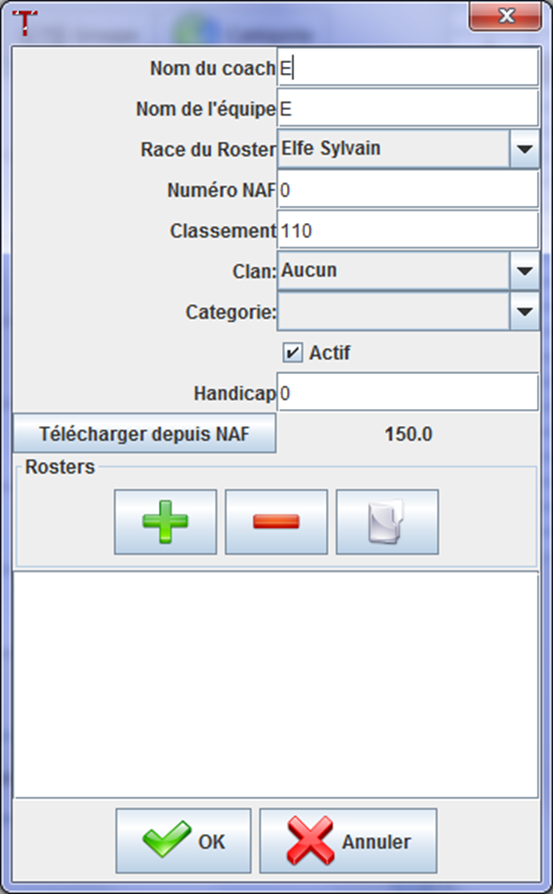 T
Nom du coach E
Nom de l'équipe E
Race du Roster Elfe Sylvain
Numéro NAF 0
Classement 110
Clan: Aucun
Categorie:
Actif
Handicap 0
Télécharger depuis NAF 150.0
Rosters
OK Annuler